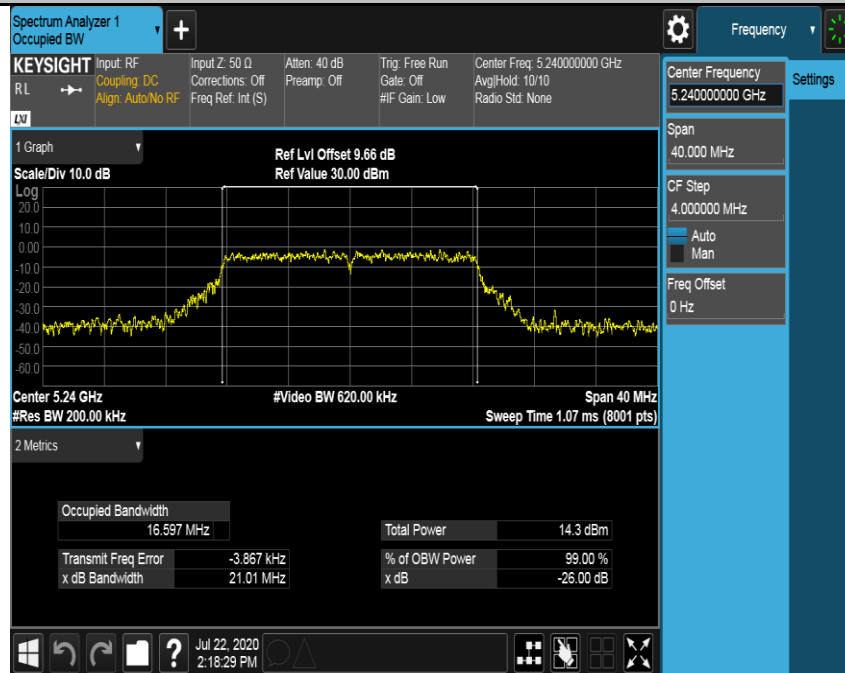 Spectrum Analyzer 1
Occupied BW
+
Frequency
KEYSIGHT
RL
LXI
Input: RF
Coupling: DC
Align: Auto/No RF
Input Z: 50 Ω
Corrections: Off
Freq Ref: Int (S)
Atten: 40 dB
Preamp: Off
Trig: Free Run
Gate: Off
#IF Gain: Low
Center Freq: 5.240000000 GHz
Avg|Hold: 10/10
Radio Std: None
Center Frequency
5.240000000 GHz
Settings
Span
40.000 MHz
CF Step
4.000000 MHz
Auto
Man
Freq Offset
0 Hz
1 Graph
Ref Lvl Offset 9.66 dB
Scale/Div 10.0 dB
Ref Value 30.00 dBm
Log
20.0
10.0
0.00
-10.0
-20.0
-30.0
-40.0
-50.0
-60.0
Center 5.24 GHz
#Video BW 620.00 kHz
Span 40 MHz
#Res BW 200.00 kHz
Sweep Time 1.07 ms (8001 pts)
2 Metrics
Occupied Bandwidth
16.597 MHz
Total Power 14.3 dBm
Transmit Freq Error -3.867 kHz
% of OBW Power 99.00 %
x dB Bandwidth 21.01 MHz
x dB -26.00 dB
?
Jul 22, 2020
2:18:29 PM